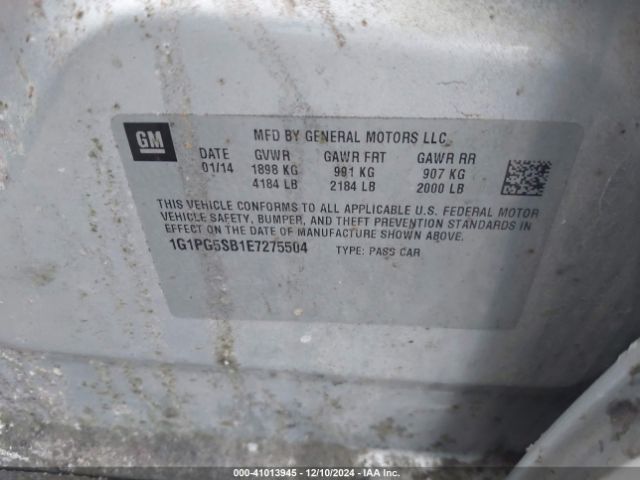 GM
MFD BY GENERAL MOTORS LLC
DATE GVWR GAWR FRT GAWR RR
01/14 1898 KG 991 KG 907 KG
4184 LB 2184 LB 2000 LB
THIS VEHICLE CONFORMS TO ALL APPLICABLE U.S. FEDERAL MOTOR
VEHICLE SAFETY, BUMPER, AND THEFT PREVENTION STANDARDS IN
EFFECT ON THE DATE OF MANUFACTURE SHOWN ABOVE.
1G1PG5SB1E7275504 TYPE: PASS CAR
000-41013945 - 12/10/2024 - IAA Inc.